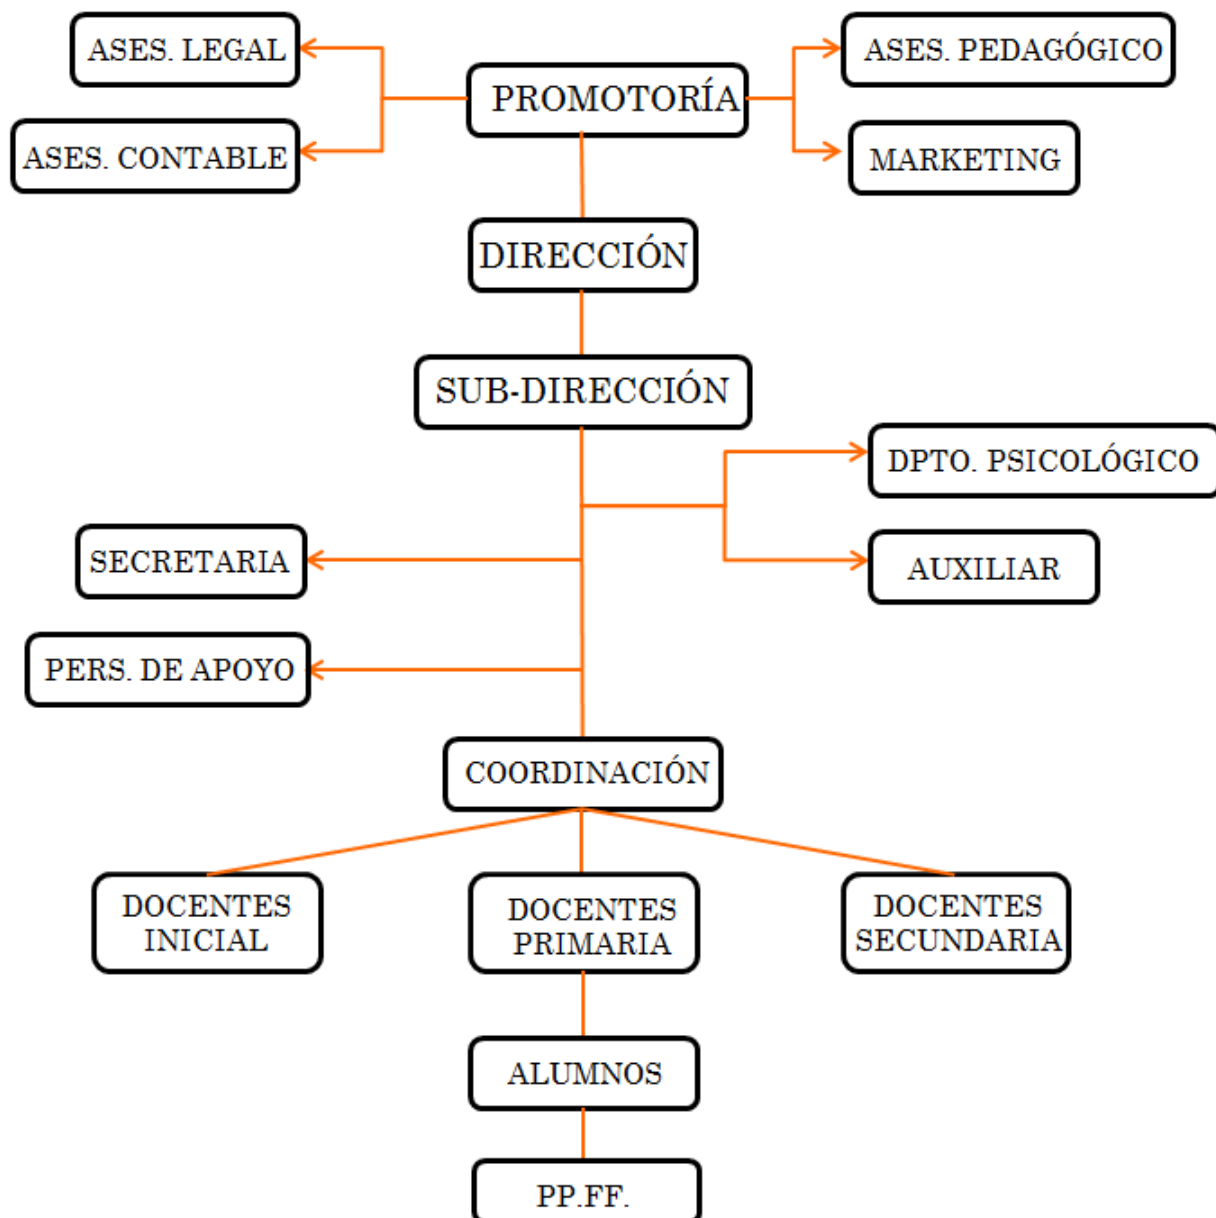 ASES. LEGAL
ASES. PEDAGÓGICO
PROMOTORÍA
ASES. CONTABLE
MARKETING
DIRECCIÓN
SUB-DIRECCIÓN
DPTO. PSICOLÓGICO
SECRETARIA
AUXILIAR
PERS. DE APOYO
COORDINACIÓN
DOCENTES
INICIAL
DOCENTES
PRIMARIA
DOCENTES
SECUNDARIA
ALUMNOS
PP.FF.